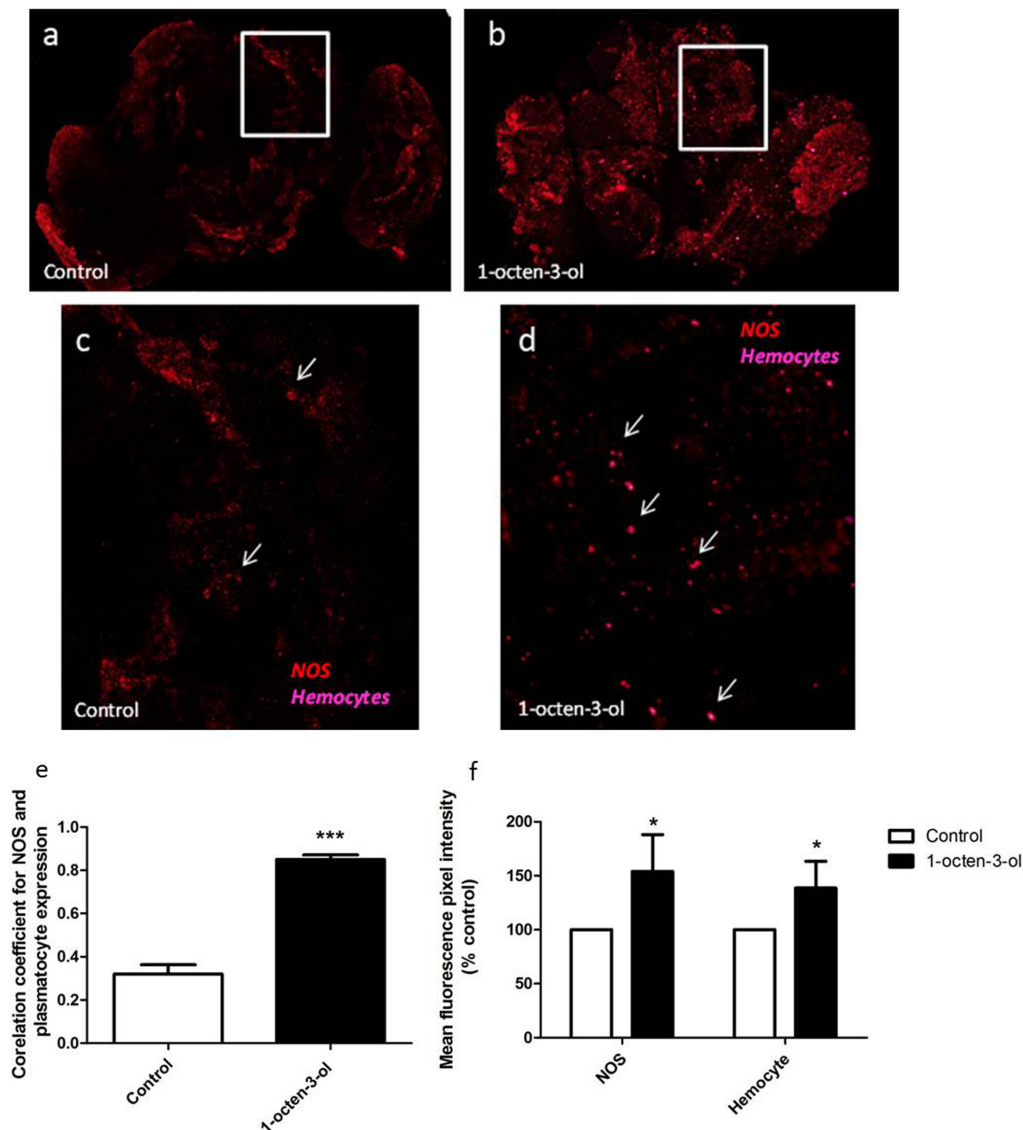 a
b
Control
1-octen-3-ol
c
d
NOS
Hemocytes
NOS
Hemocytes
Control
1-octen-3-ol
e
f
Corelation coefficient for NOS and
plasmatocyte expression
1.0
0.8
0.6
0.4
0.2
0.0
***
Control
1-octen-3-ol
Mean fluorescence pixel intensity
(% control)
200
150
100
50
0
*
*
NOS
Hemocyte
Control
1-octen-3-ol